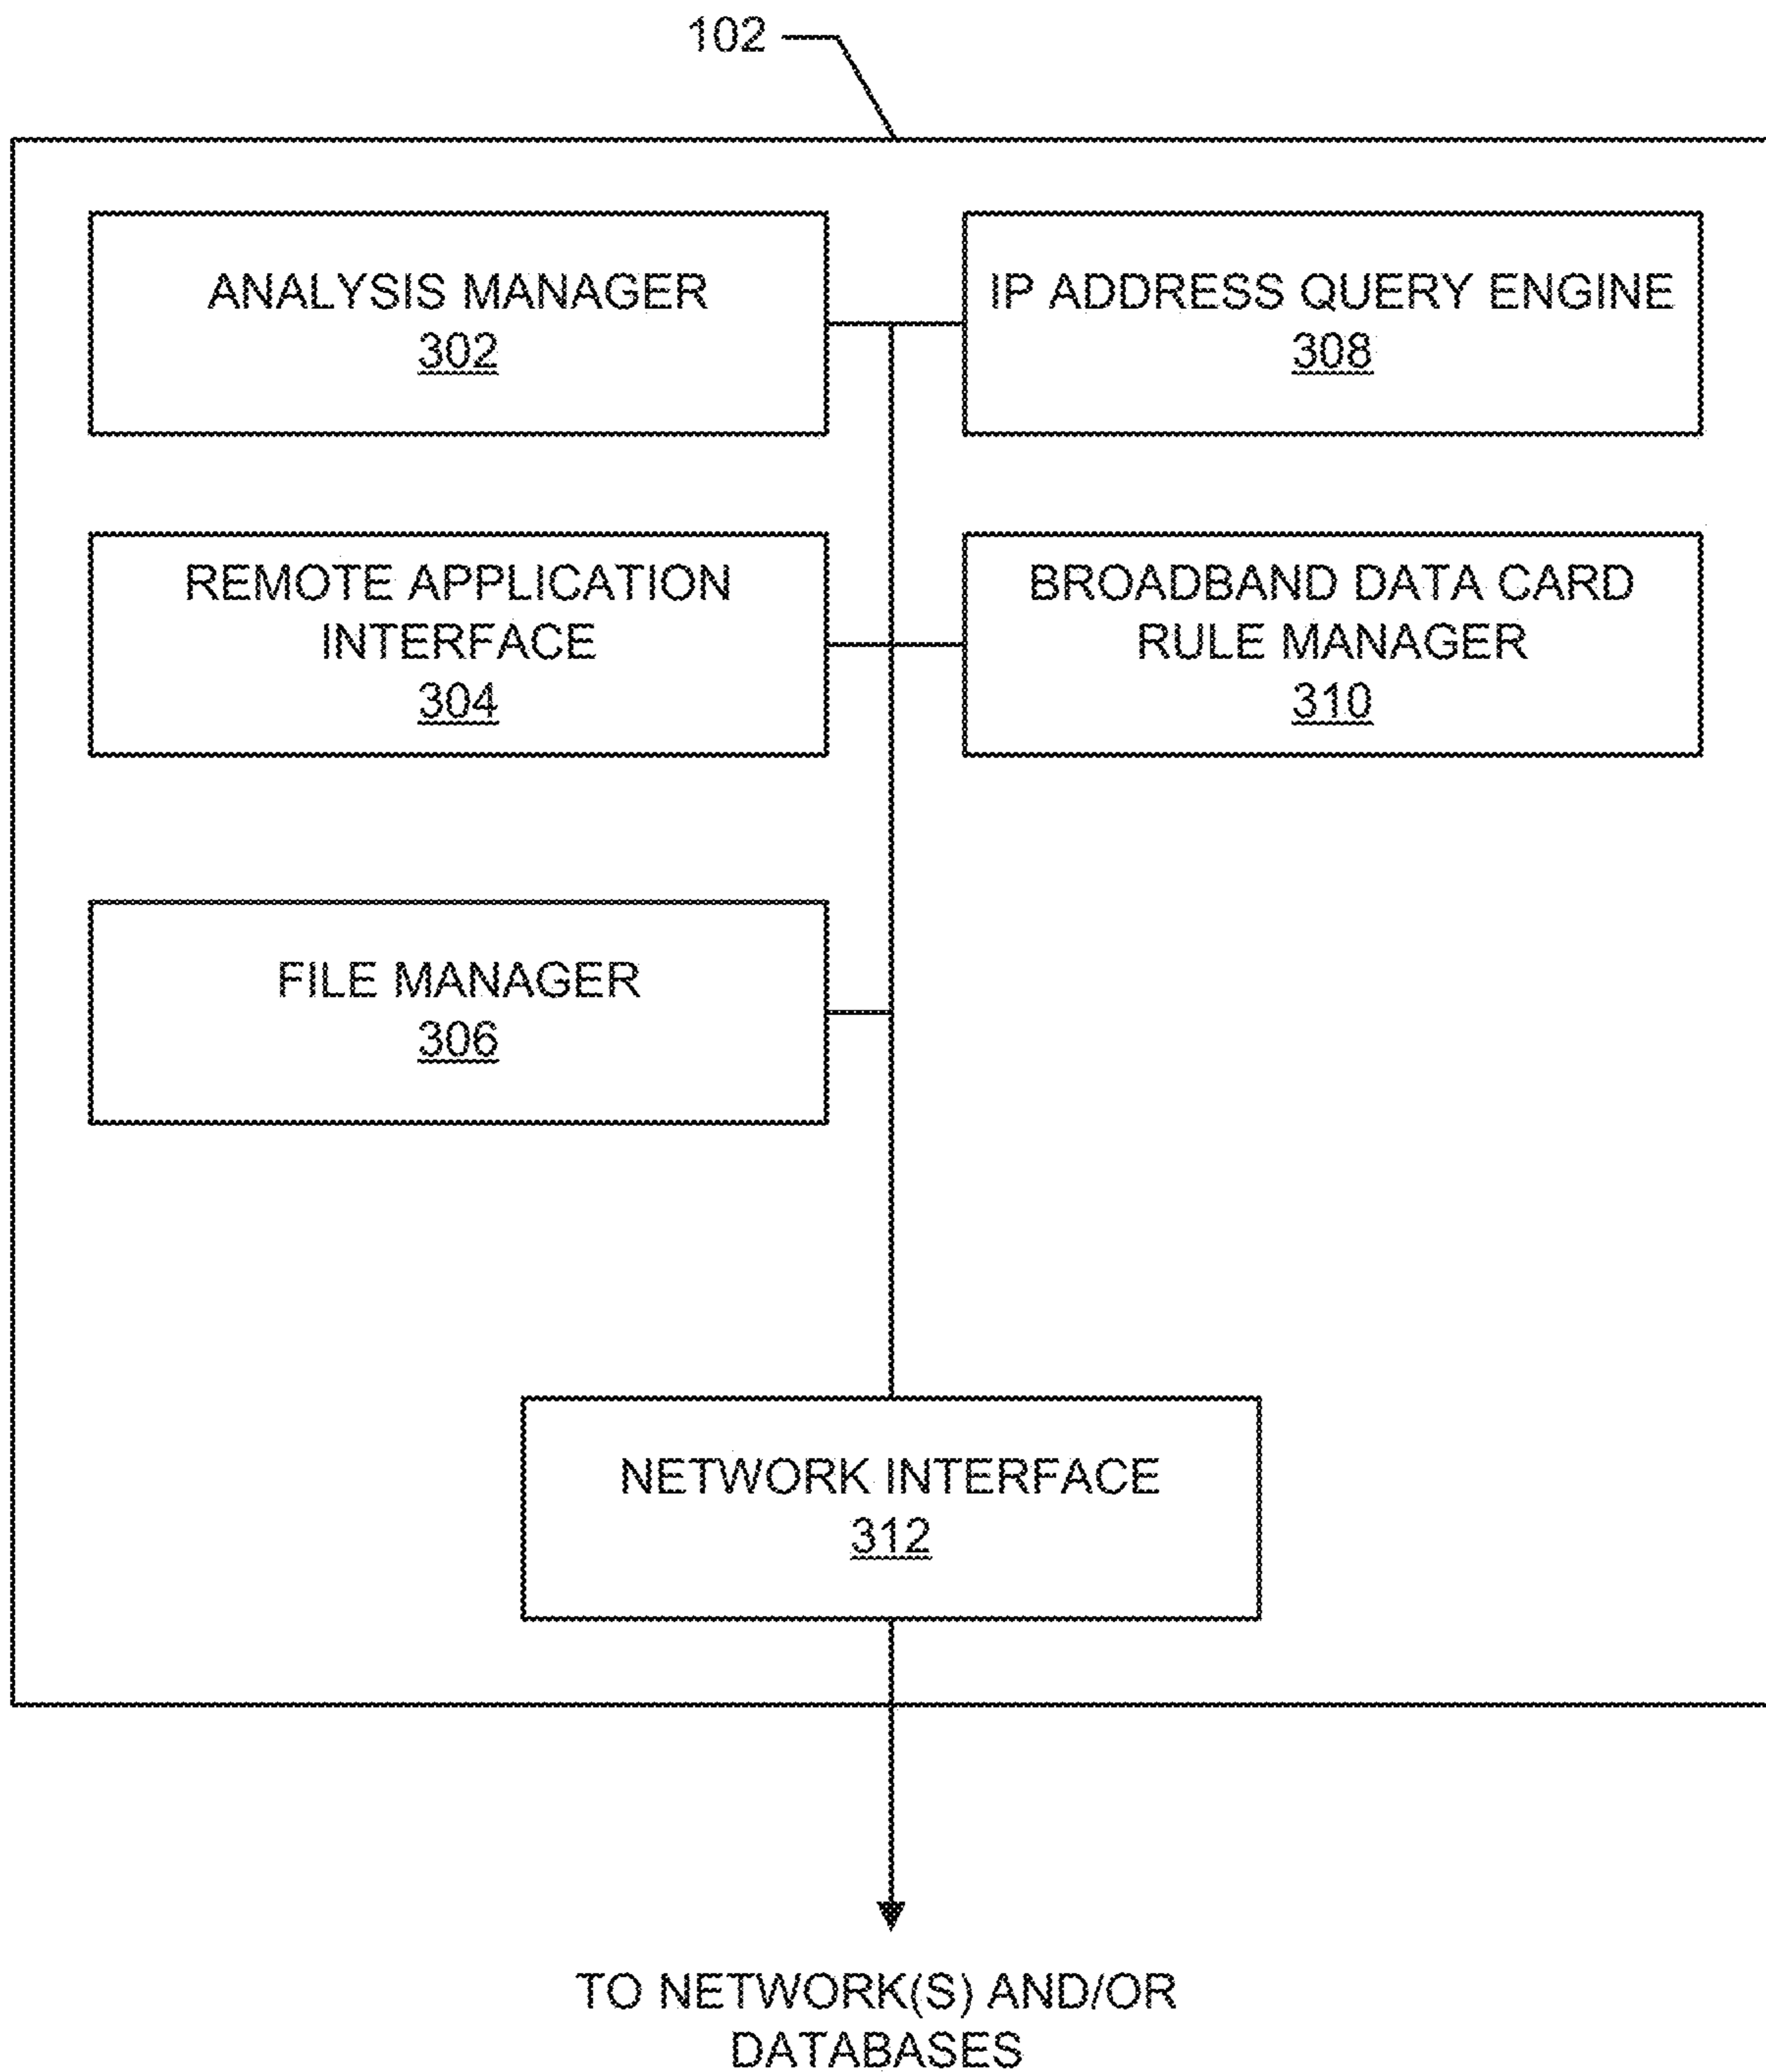 102
ANALYSIS MANAGER
302
IP ADDRESS QUERY ENGINE
308
REMOTE APPLICATION
INTERFACE
304
BROADBAND DATA CARD
RULE MANAGER
310
FILE MANAGER
306
NETWORK INTERFACE
312
TO NETWORK(S) AND/OR
DATABASES